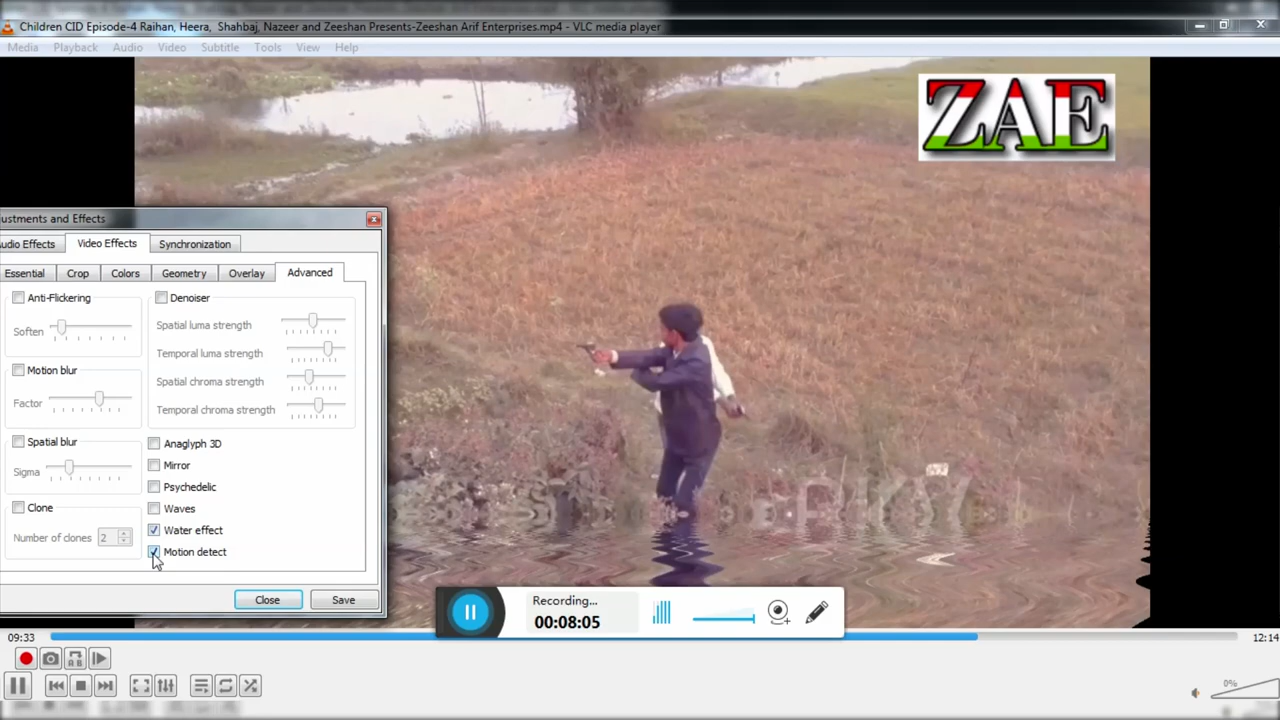 Children CID Episode-4 Raihan, Heera, Shahbaj, Nazeer and Zeeshan Presents-Zeeshan Arif Enterprises.mp4 - VLC media player
Media Playback Audio Video Subtitle Tools View Help
ZAE
ustments and Effects
udio Effects Video Effects Synchronization
Essential Crop Colors Geometry Overlay Advanced
Anti-Flickering
Soften
Motion blur
Factor
Spatial blur
Sigma
Clone
Number of clones 2
Denoiser
Spatial luma strength
Temporal luma strength
Spatial chroma strength
Temporal chroma strength
Anaglyph 3D
Mirror
Psychedelic
Waves
Water effect
Motion detect
Close Save
Recording...
00:08:05
09:33
12:14
0%